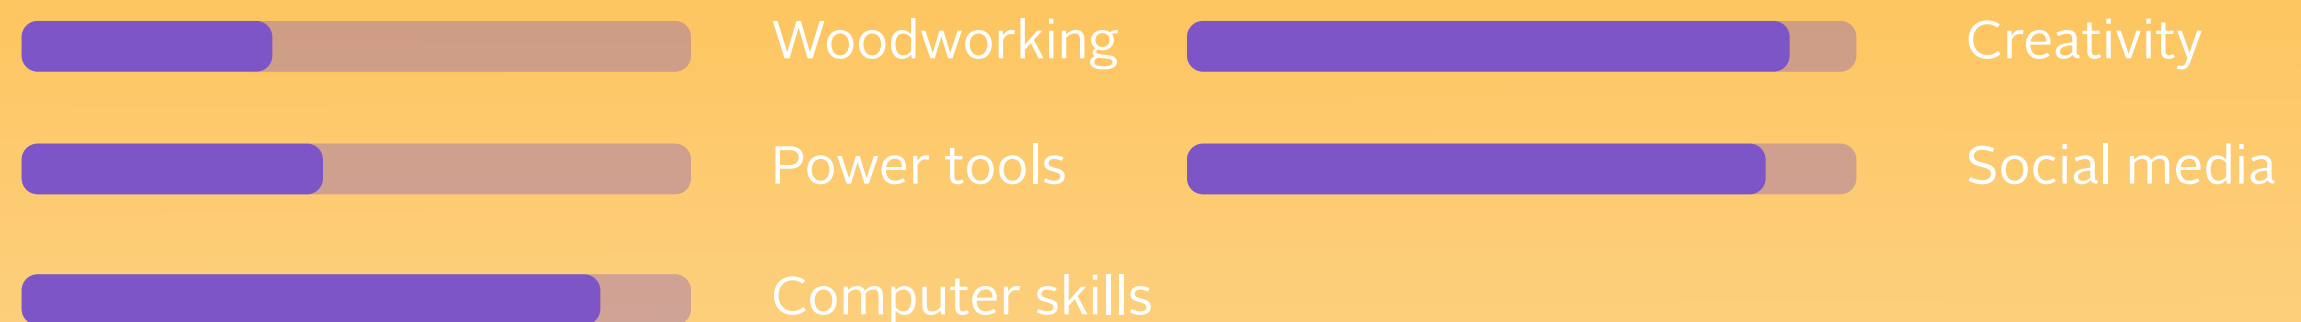 Woodworking
Creativity
Power tools
Social media
Computer skills